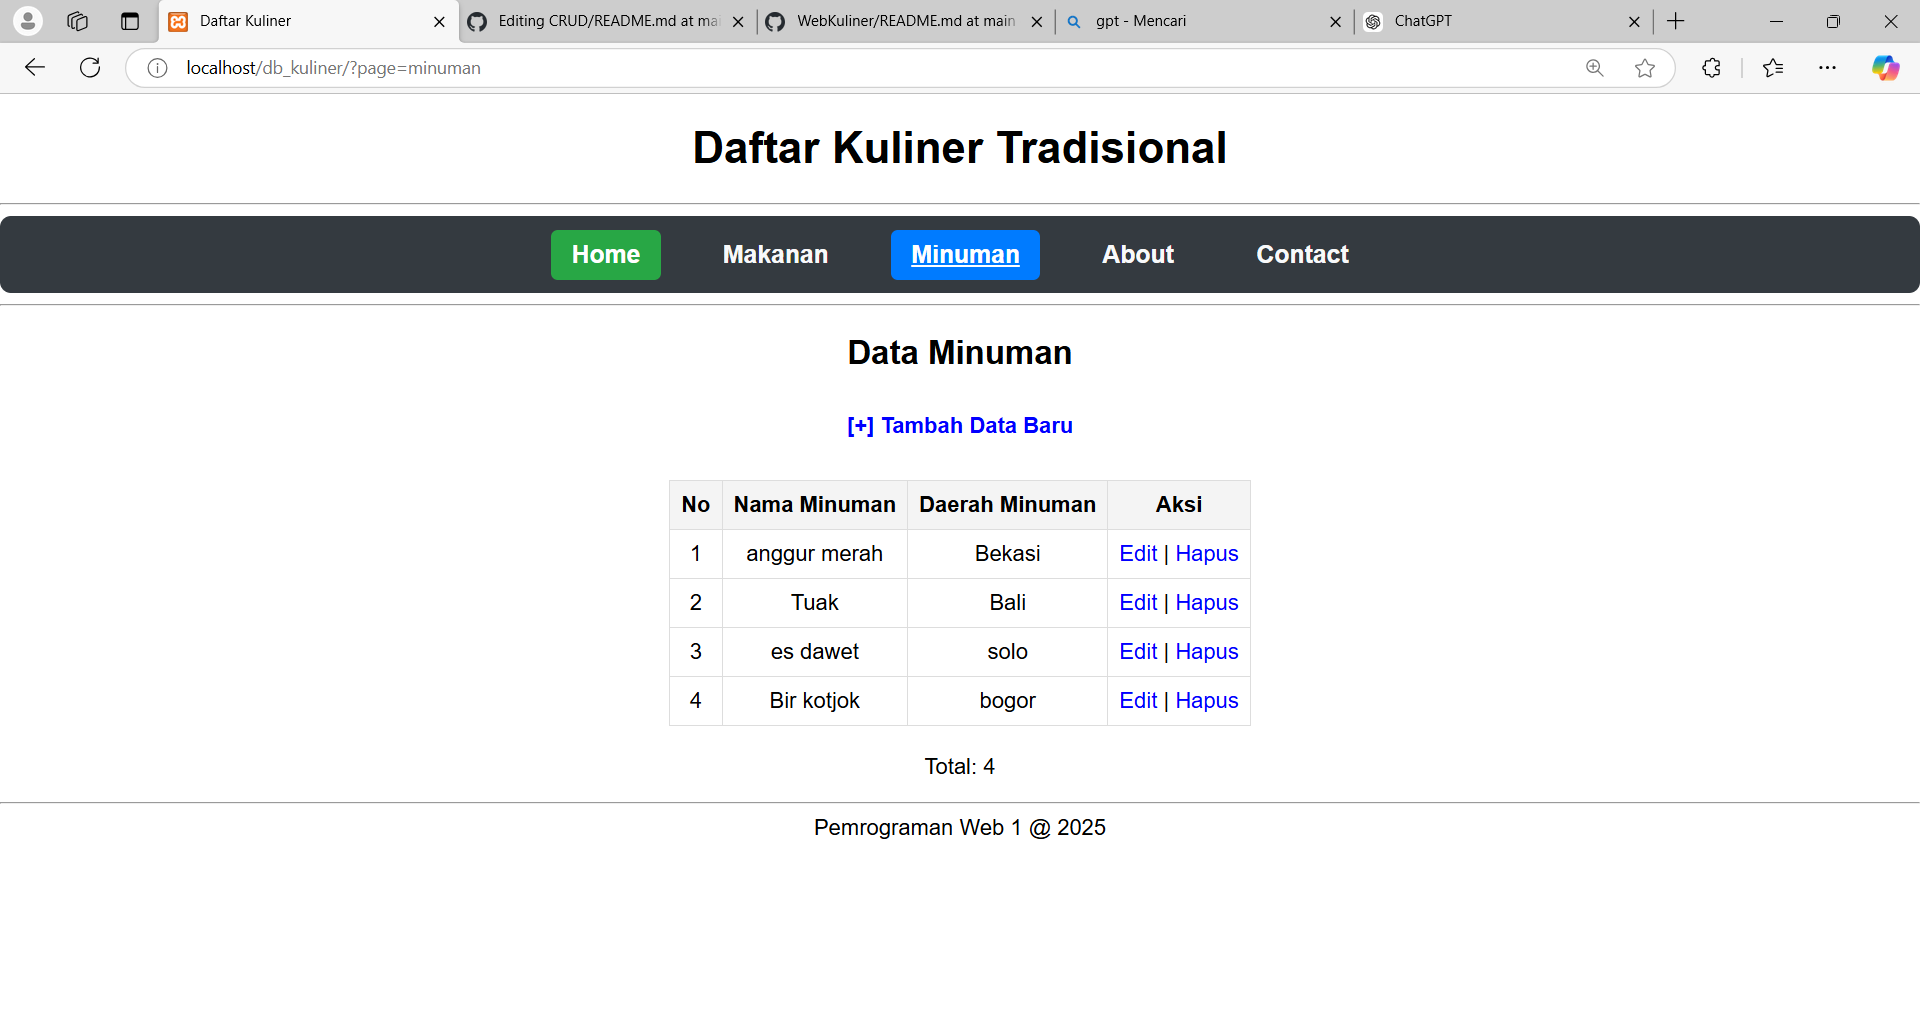 Daftar Kuliner
Editing CRUD/README.md at mai
WebKuliner/README.md at main
gpt - Mencari
ChatGPT
localhost/db_kuliner/?page=minuman
Daftar Kuliner Tradisional
Home Makanan Minuman About Contact
Data Minuman
[+] Tambah Data Baru
No Nama Minuman Daerah Minuman Aksi
1 anggur merah Bekasi Edit | Hapus
2 Tuak Bali Edit | Hapus
3 es dawet solo Edit | Hapus
4 Bir kotjok bogor Edit | Hapus
Total: 4
Pemrograman Web 1 @ 2025